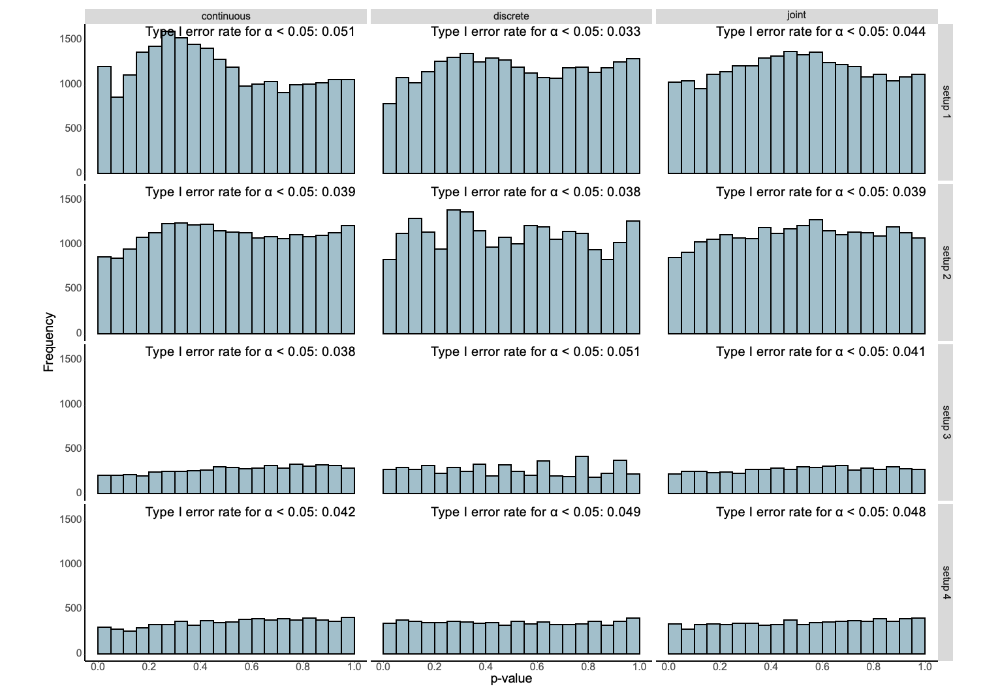 continuous discrete joint
Type I error rate for α < 0.05: 0.051 Type I error rate for α < 0.05: 0.033 Type I error rate for α < 0.05: 0.044
1500
1000
500
0
setup 1
Type I error rate for α < 0.05: 0.039 Type I error rate for α < 0.05: 0.038 Type I error rate for α < 0.05: 0.039
1500
1000
500
0
setup 2
Frequency
Type I error rate for α < 0.05: 0.038 Type I error rate for α < 0.05: 0.051 Type I error rate for α < 0.05: 0.041
1500
1000
500
0
setup 3
Type I error rate for α < 0.05: 0.042 Type I error rate for α < 0.05: 0.049 Type I error rate for α < 0.05: 0.048
1500
1000
500
0
setup 4
0.0 0.2 0.4 0.6 0.8 1.0 0.0 0.2 0.4 0.6 0.8 1.0 0.0 0.2 0.4 0.6 0.8 1.0
p-value